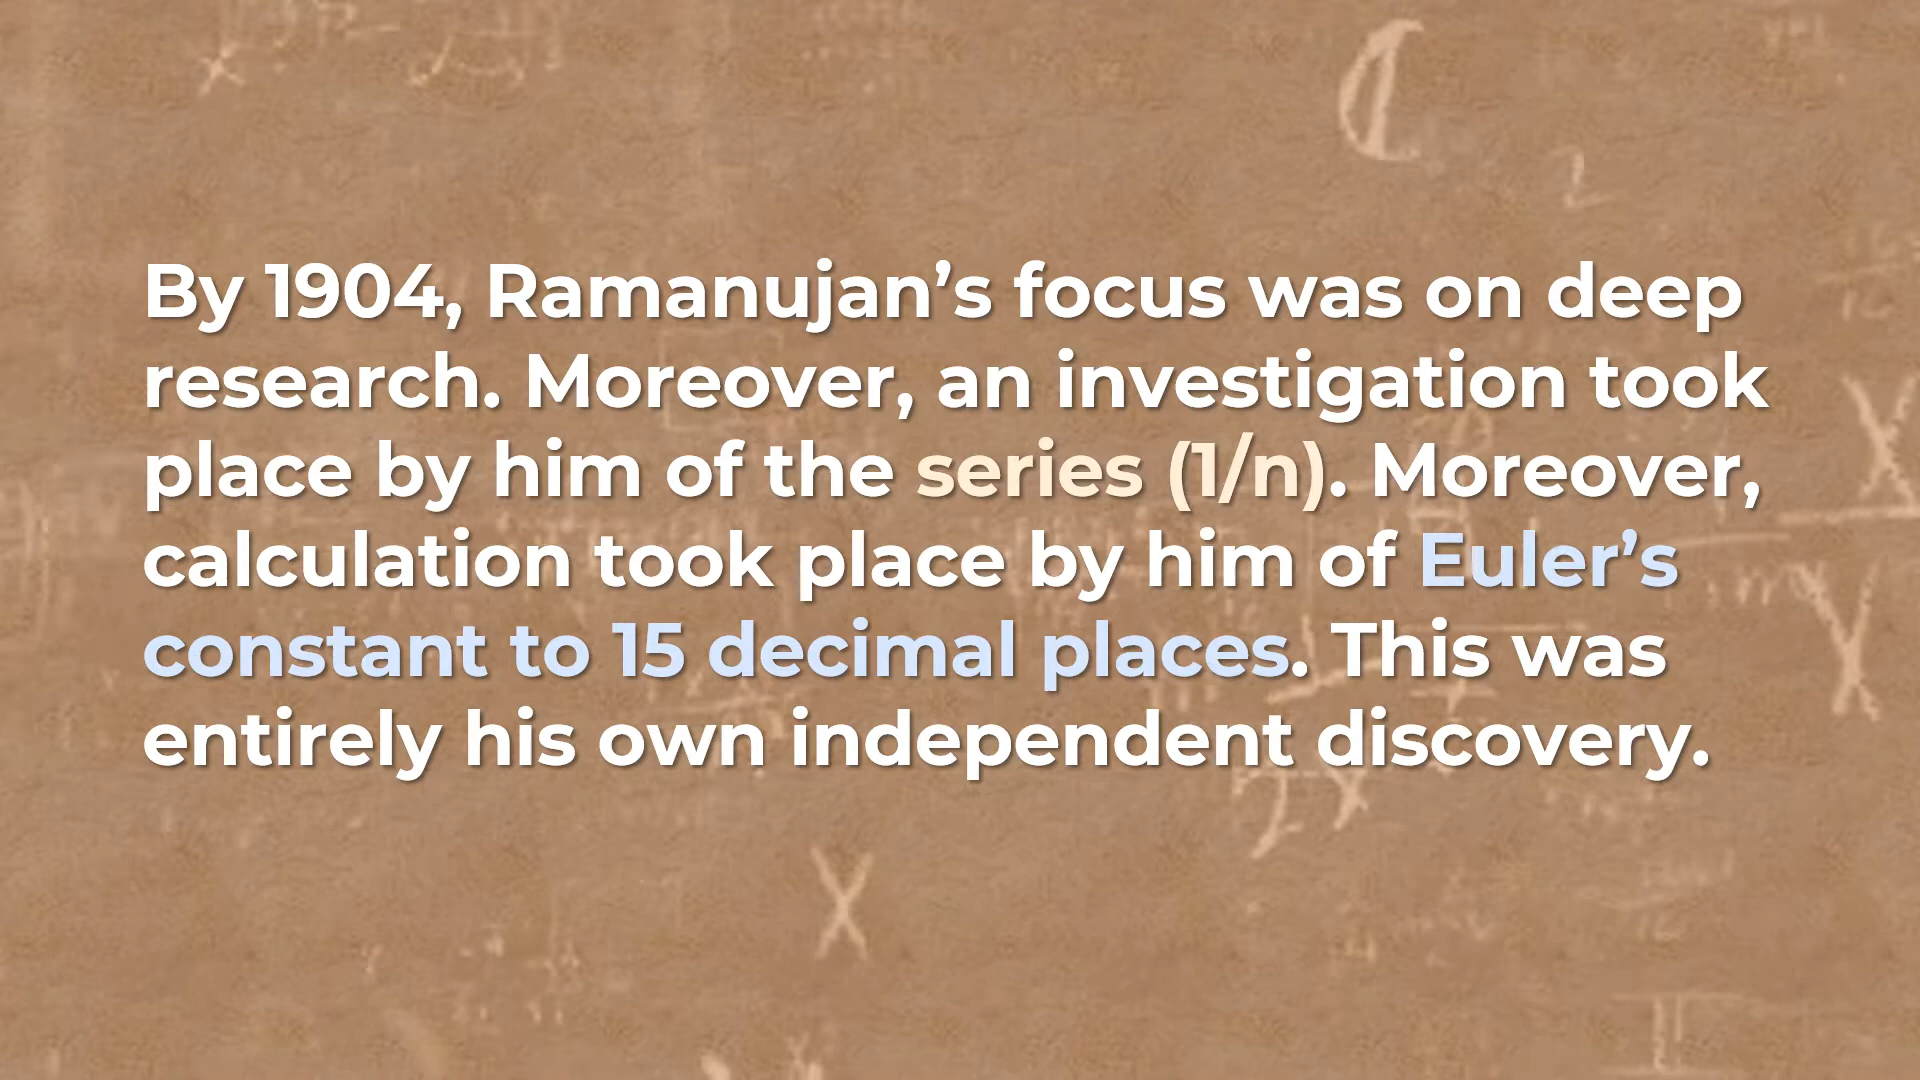 By 1904, Ramanujan’s focus was on deep
research. Moreover, an investigation took
place by him of the series (1/n). Moreover,
calculation took place by him of Euler’s
constant to 15 decimal places. This was
entirely his own independent discovery.